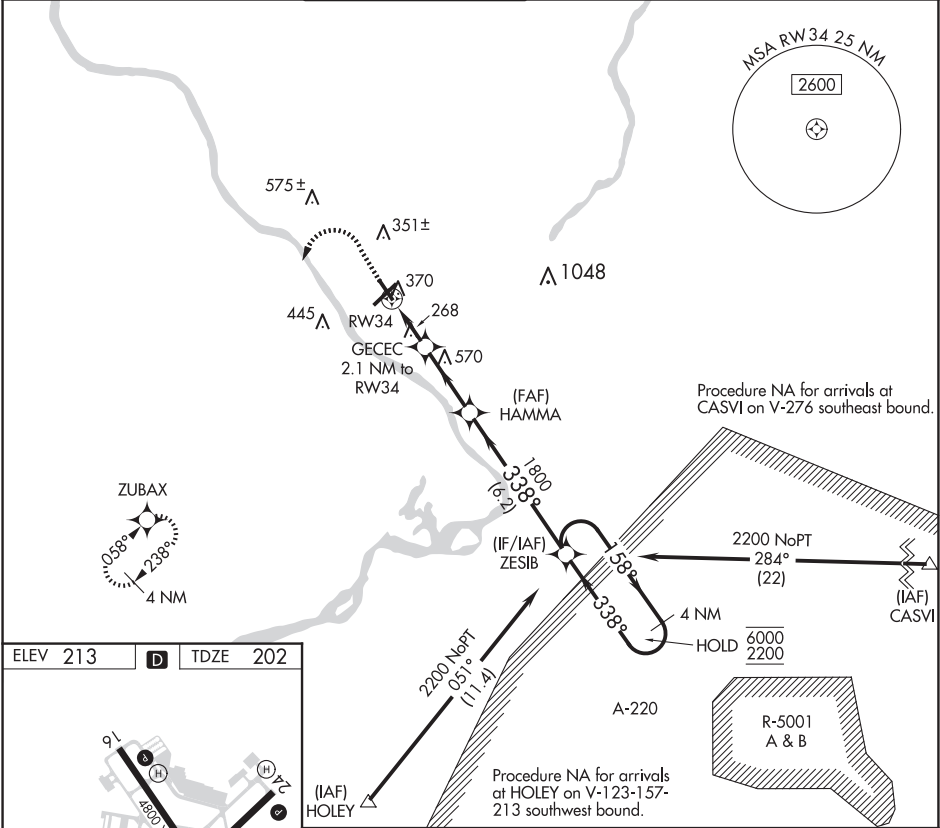 MSA RW34 25 NM
2600
575±
351±
370
1048
445
RW34
268
GECEC
2.1 NM to
RW34
570
(FAF)
HAMMA
Procedure NA for arrivals at
CASVI on V-276 southeast bound.
1800
338°
(6.2)
ZUBAX
058°
238°
4 NM
(IF/IAF)
ZESIB
158°
338°
2200 NoPT
284°
(22)
(IAF)
CASVI
4 NM
HOLD
6000
2200
2200 NoPT
051°
(11.4)
A-220
R-5001
A & B
ELEV 213
D
TDZE 202
16
P
H
4800
H
24
P
(IAF)
HOLEY
Procedure NA for arrivals
at HOLEY on V-123-157-
213 southwest bound.